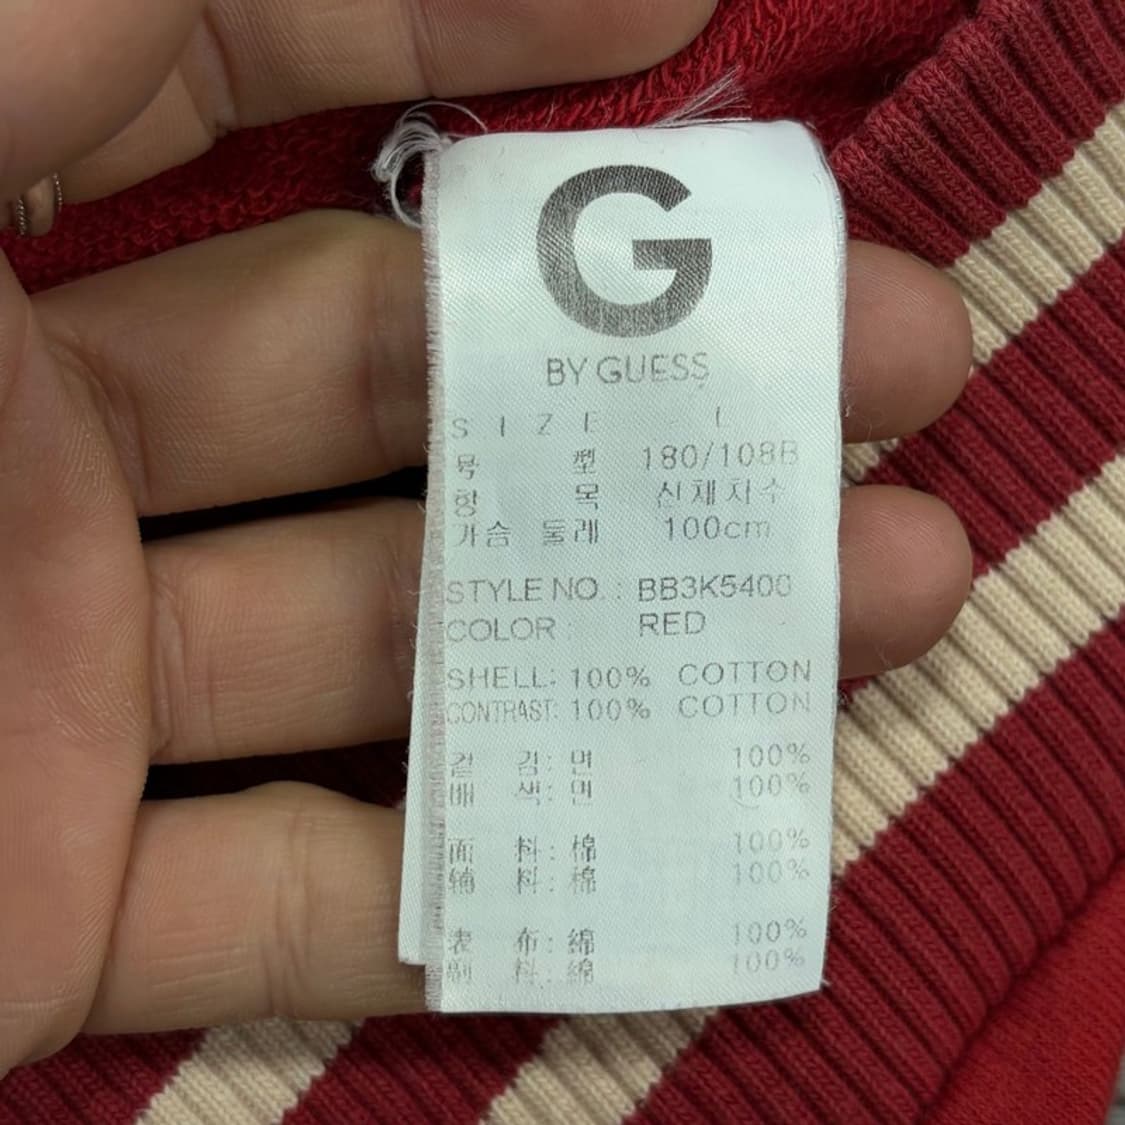 G
BY GUESS
SIZE L
号 型 180/108B
항 목 신체치수
가슴 둘레 100cm
STYLE NO. : BB3K5400
COLOR : RED
SHELL: 100% COTTON
CONTRAST: 100% COTTON
겉 감: 면 100%
배 색: 면 100%
面 料: 棉 100%
辅 料: 棉 100%
表 布: 綿 100%
副 料: 綿 100%